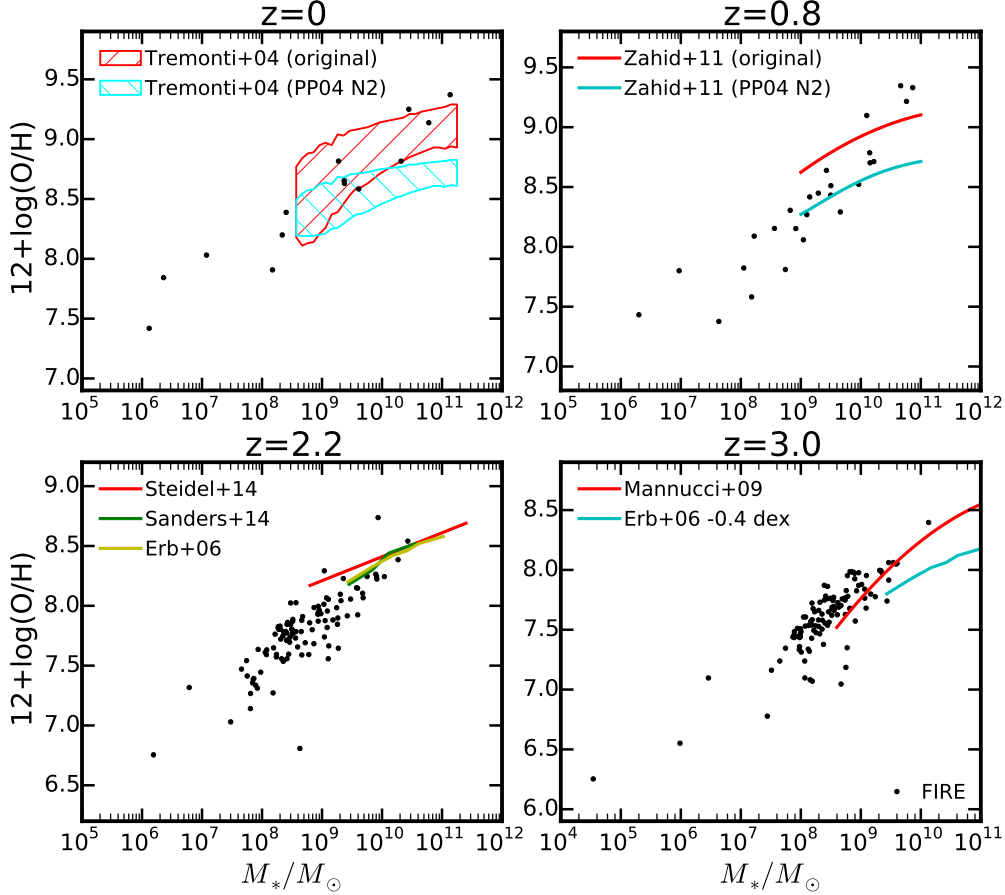 z=0
z=0.8
Tremonti+04 (original)
Tremonti+04 (PP04 N2)
Zahid+11 (original)
Zahid+11 (PP04 N2)
12+log(O/H)
9.5
9.0
8.5
8.0
7.5
7.0
9.5
9.0
8.5
8.0
7.5
7.0
10^5 10^6 10^7 10^8 10^9 10^10 10^11 10^12
10^5 10^6 10^7 10^8 10^9 10^10 10^11 10^12
z=2.2
z=3.0
Steidel+14
Sanders+14
Erb+06
Mannucci+09
Erb+06 -0.4 dex
12+log(O/H)
9.0
8.5
8.0
7.5
7.0
6.5
8.5
8.0
7.5
7.0
6.5
6.0
FIRE
10^5 10^6 10^7 10^8 10^9 10^10 10^11 10^12
10^4 10^5 10^6 10^7 10^8 10^9 10^10 10^11
M_*/M_⊙
M_*/M_⊙